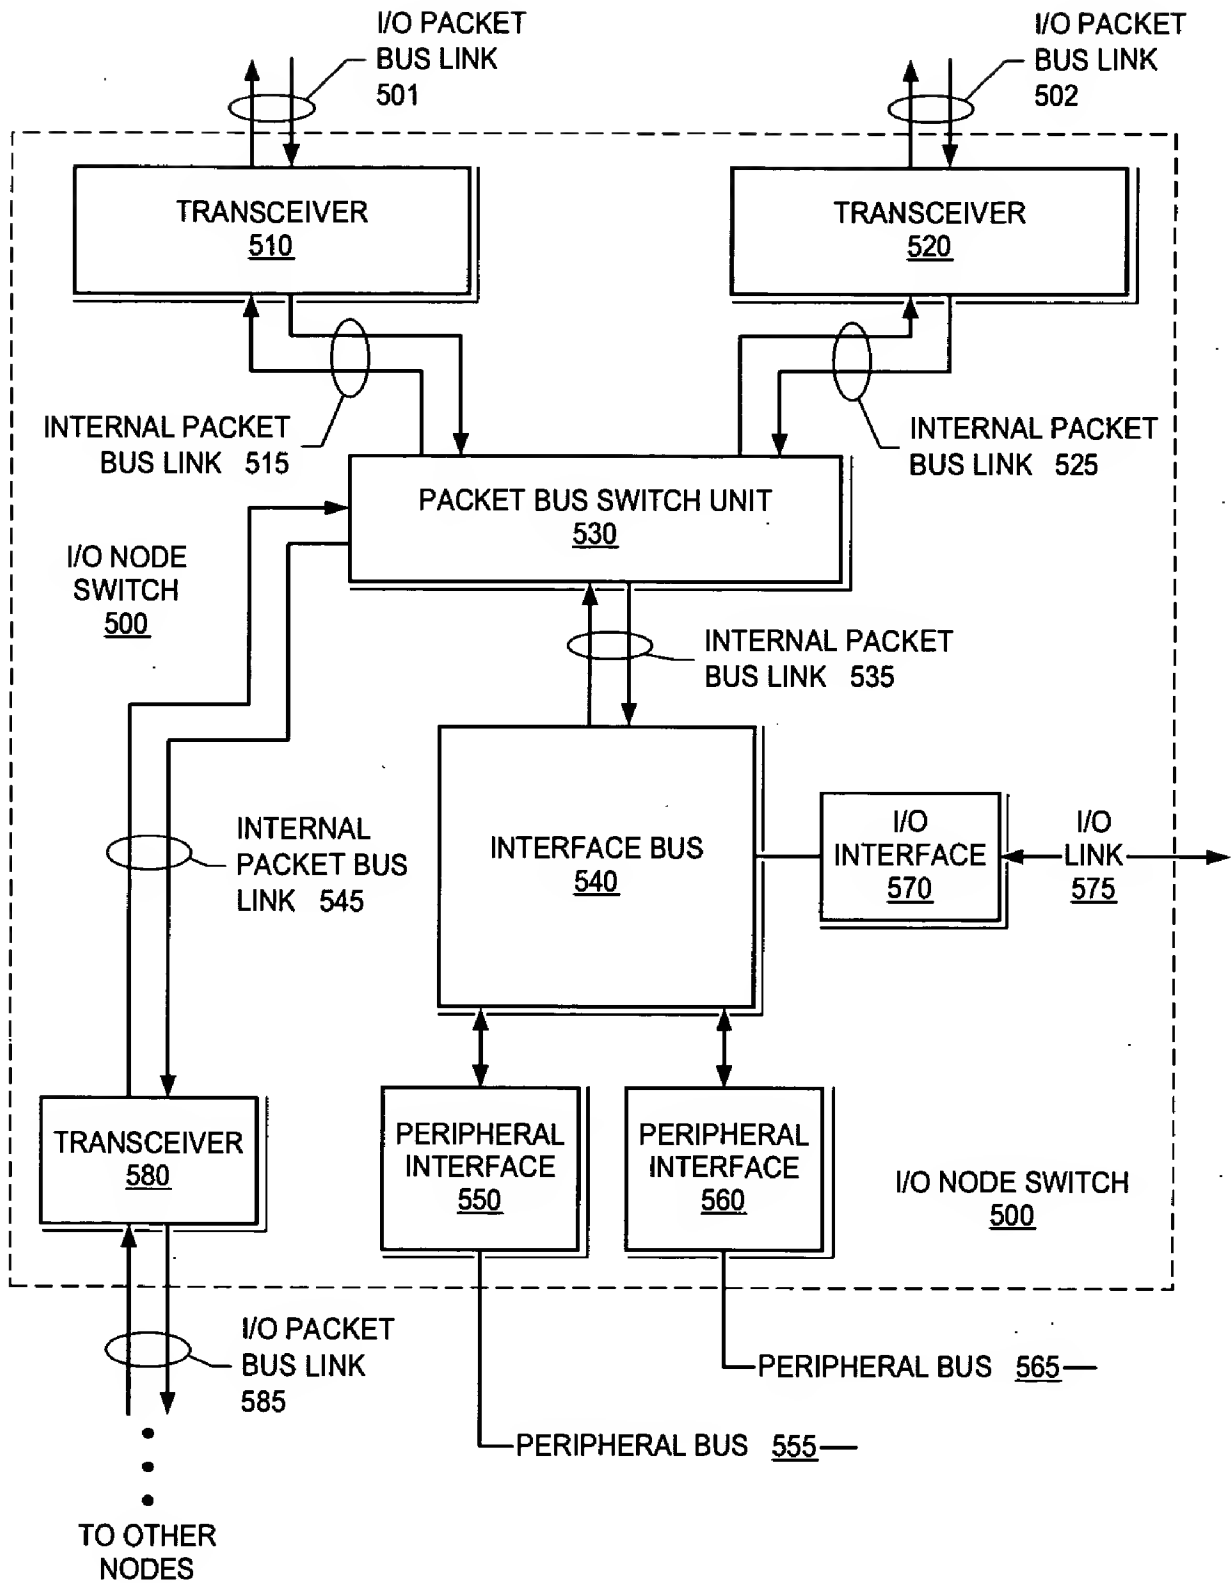 I/O PACKET
BUS LINK
501
I/O PACKET
BUS LINK
502
TRANSCEIVER
510
TRANSCEIVER
520
INTERNAL PACKET
BUS LINK 515
INTERNAL PACKET
BUS LINK 525
PACKET BUS SWITCH UNIT
530
I/O NODE
SWITCH
500
INTERNAL PACKET
BUS LINK 535
INTERNAL
PACKET BUS
LINK 545
INTERFACE BUS
540
I/O
INTERFACE
570
I/O
LINK
575
TRANSCEIVER
580
PERIPHERAL
INTERFACE
550
PERIPHERAL
INTERFACE
560
I/O NODE SWITCH
500
I/O PACKET
BUS LINK
585
PERIPHERAL BUS 565
PERIPHERAL BUS 555
TO OTHER
NODES